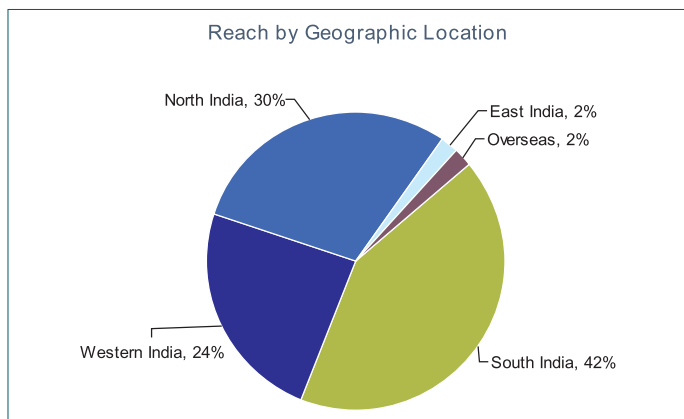 Reach by Geographic Location
North India, 30%
East India, 2%
Overseas, 2%
Western India, 24%
South India, 42%